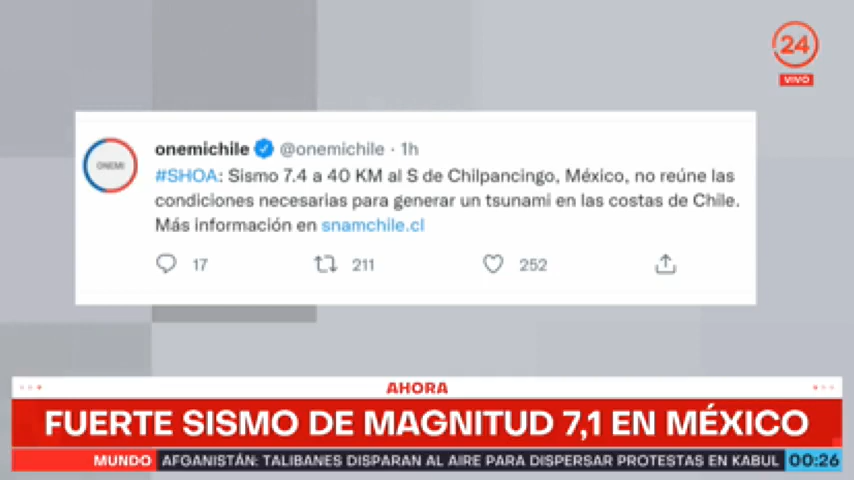 24
VIVO
ONEMI
onemichile @onemichile · 1h
#SHOA: Sismo 7.4 a 40 KM al S de Chilpancingo, México, no reúne las
condiciones necesarias para generar un tsunami en las costas de Chile.
Más información en snamchile.cl
17 211 252
AHORA
FUERTE SISMO DE MAGNITUD 7,1 EN MÉXICO
MUNDO AFGANISTÁN: TALIBANES DISPARAN AL AIRE PARA DISPERSAR PROTESTAS EN KABUL 00:26